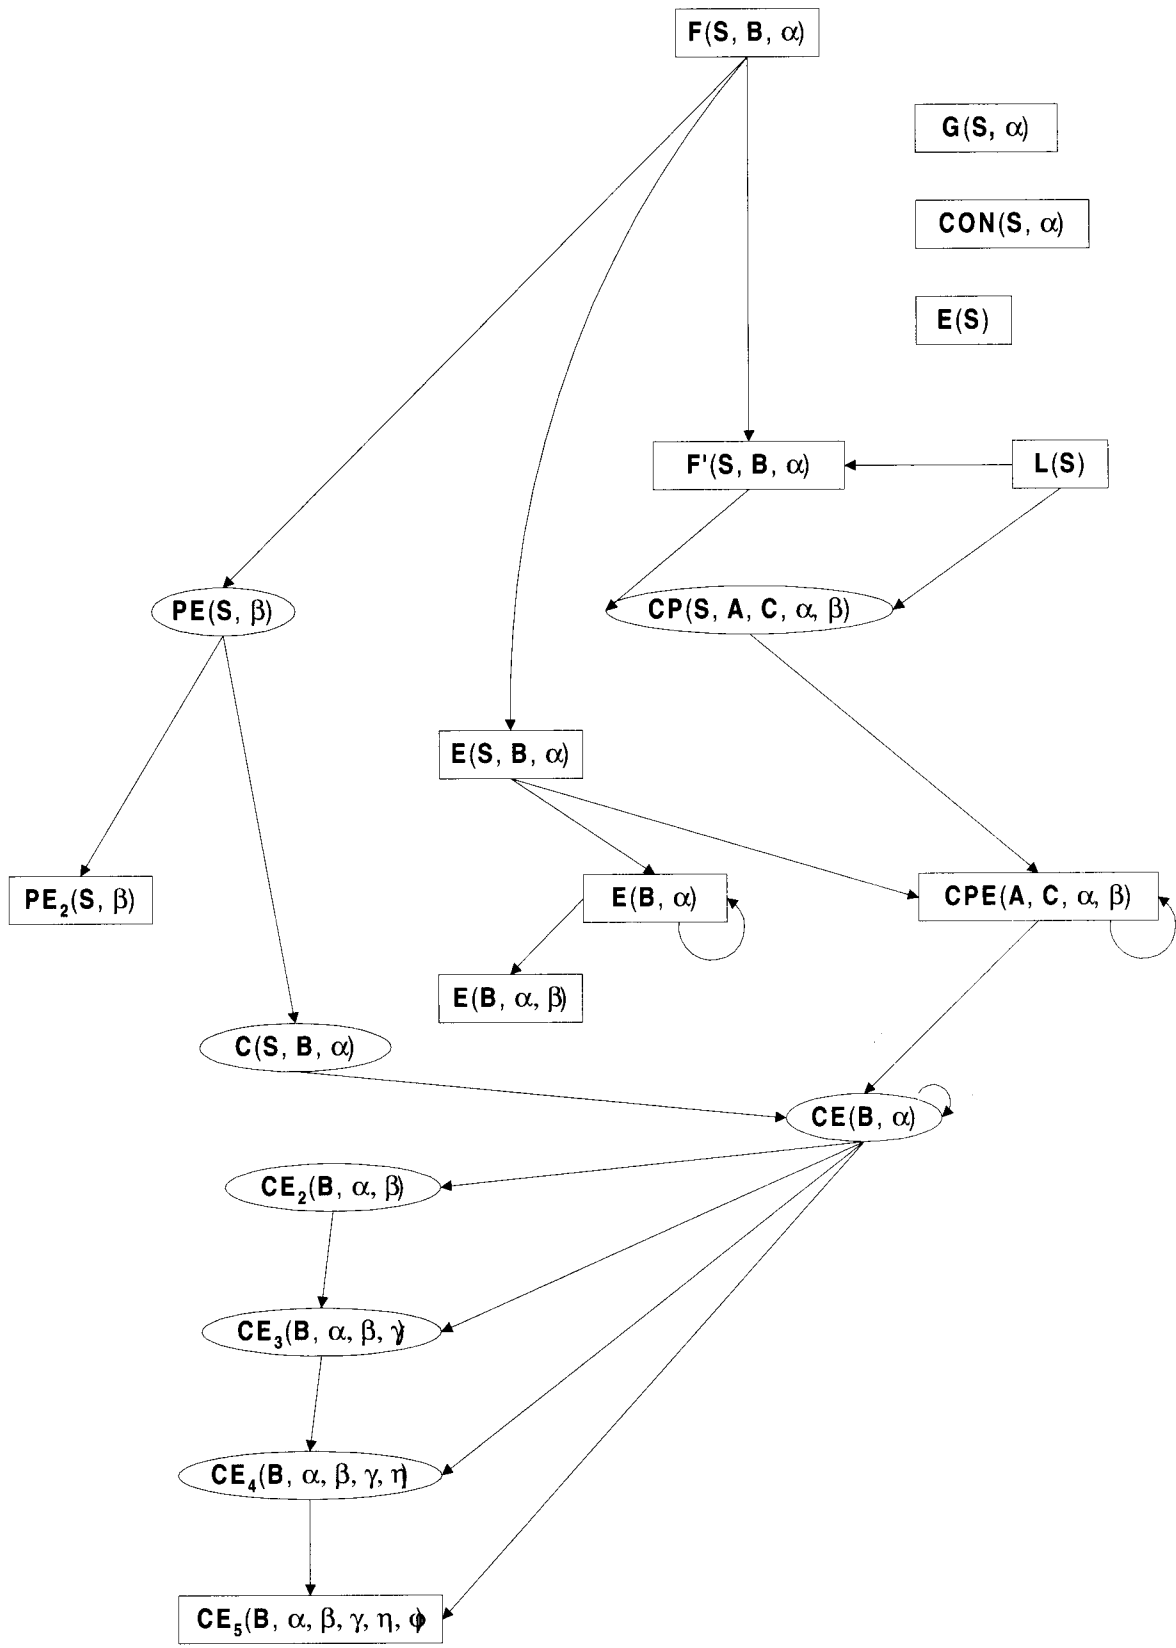 F(S, B, α)
G(S, α)
CON(S, α)
E(S)
F'(S, B, α)
L(S)
PE(S, β)
CP(S, A, C, α, β)
E(S, B, α)
PE₂(S, β)
E(B, α)
CPE(A, C, α, β)
E(B, α, β)
C(S, B, α)
CE(B, α)
CE₂(B, α, β)
CE₃(B, α, β, γ)
CE₄(B, α, β, γ, η)
CE₅(B, α, β, γ, η, φ)